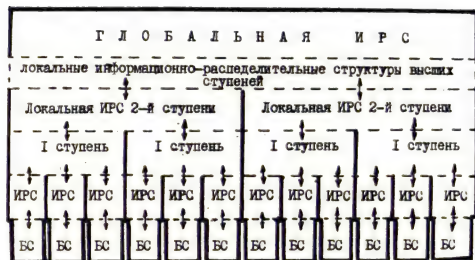 ГЛОБАЛЬНАЯ ИРС
локальные информационно-распеделительные структуры высших
ступеней
Локальная ИРС 2-й ступени Локальная ИРС 2-й ступени
I ступень I ступень I ступень I ступень
ИРС ИРС ИРС ИРС ИРС ИРС ИРС ИРС ИРС ИРС ИРС
БС БС БС БС БС БС БС БС БС БС БС БС